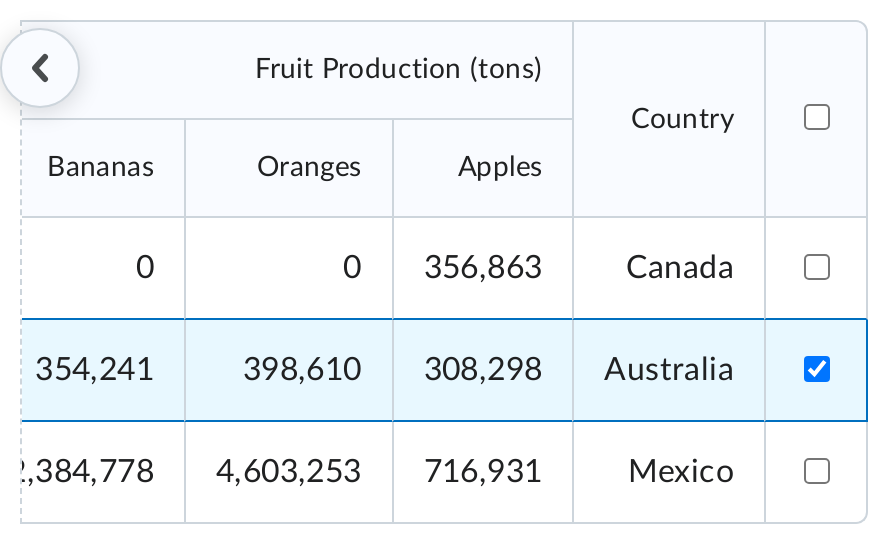 Fruit Production (tons)
Country
Bananas Oranges Apples
0 0 356,863 Canada
354,241 398,610 308,298 Australia
,384,778 4,603,253 716,931 Mexico